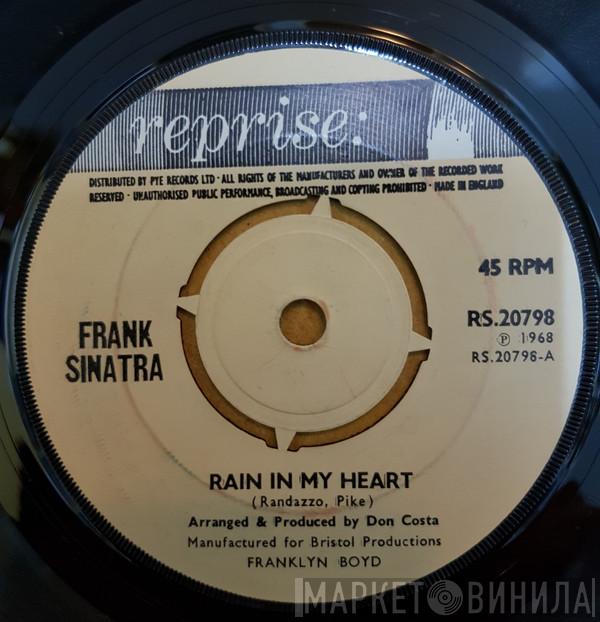 reprise:
DISTRIBUTED BY PYE RECORDS LTD · ALL RIGHTS OF THE MANUFACTURERS AND OWNER OF THE RECORDED WORK
RESERVED · UNAUTHORISED PUBLIC PERFORMANCE, BROADCASTING AND COPYING PROHIBITED · MADE IN ENGLAND
45 RPM
FRANK
SINATRA
RS.20798
Ⓟ 1968
RS.20798-A
RAIN IN MY HEART
(Randazzo, Pike)
Arranged & Produced by Don Costa
Manufactured for Bristol Productions
FRANKLYN BOYD
МАРКЕТ ВИНИЛА